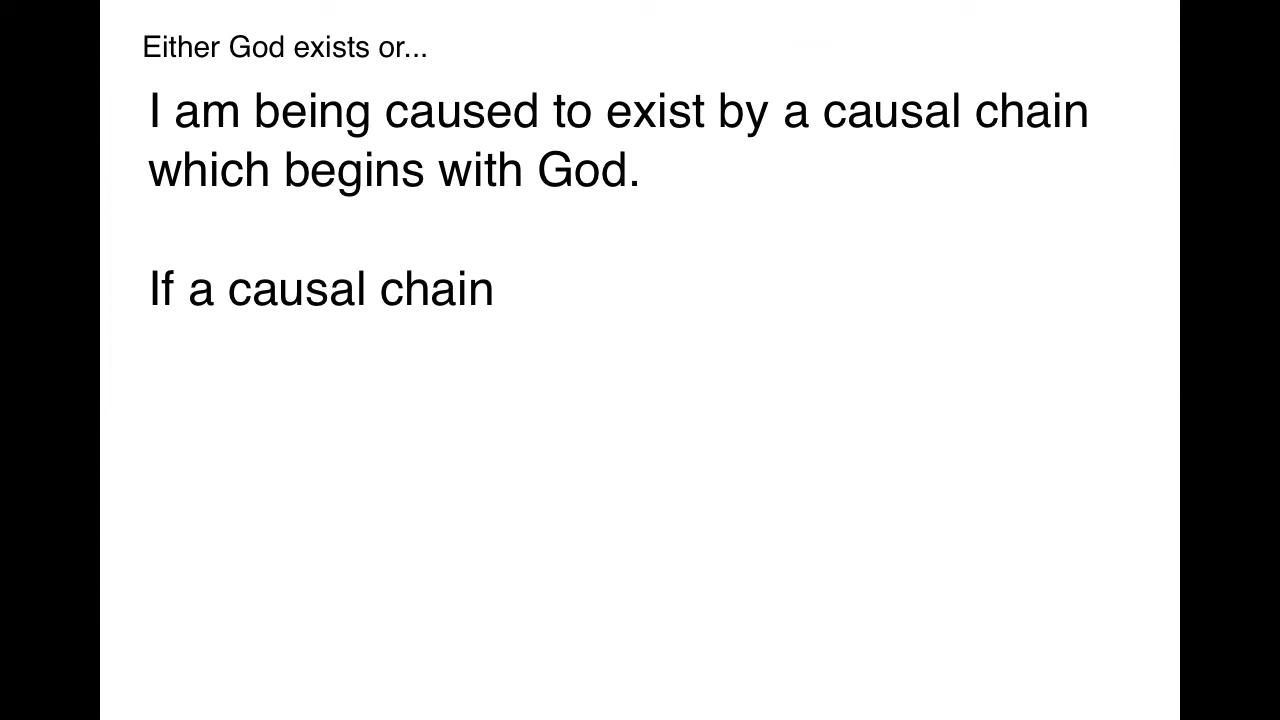 Either God exists or...
I am being caused to exist by a causal chain
which begins with God.
If a causal chain